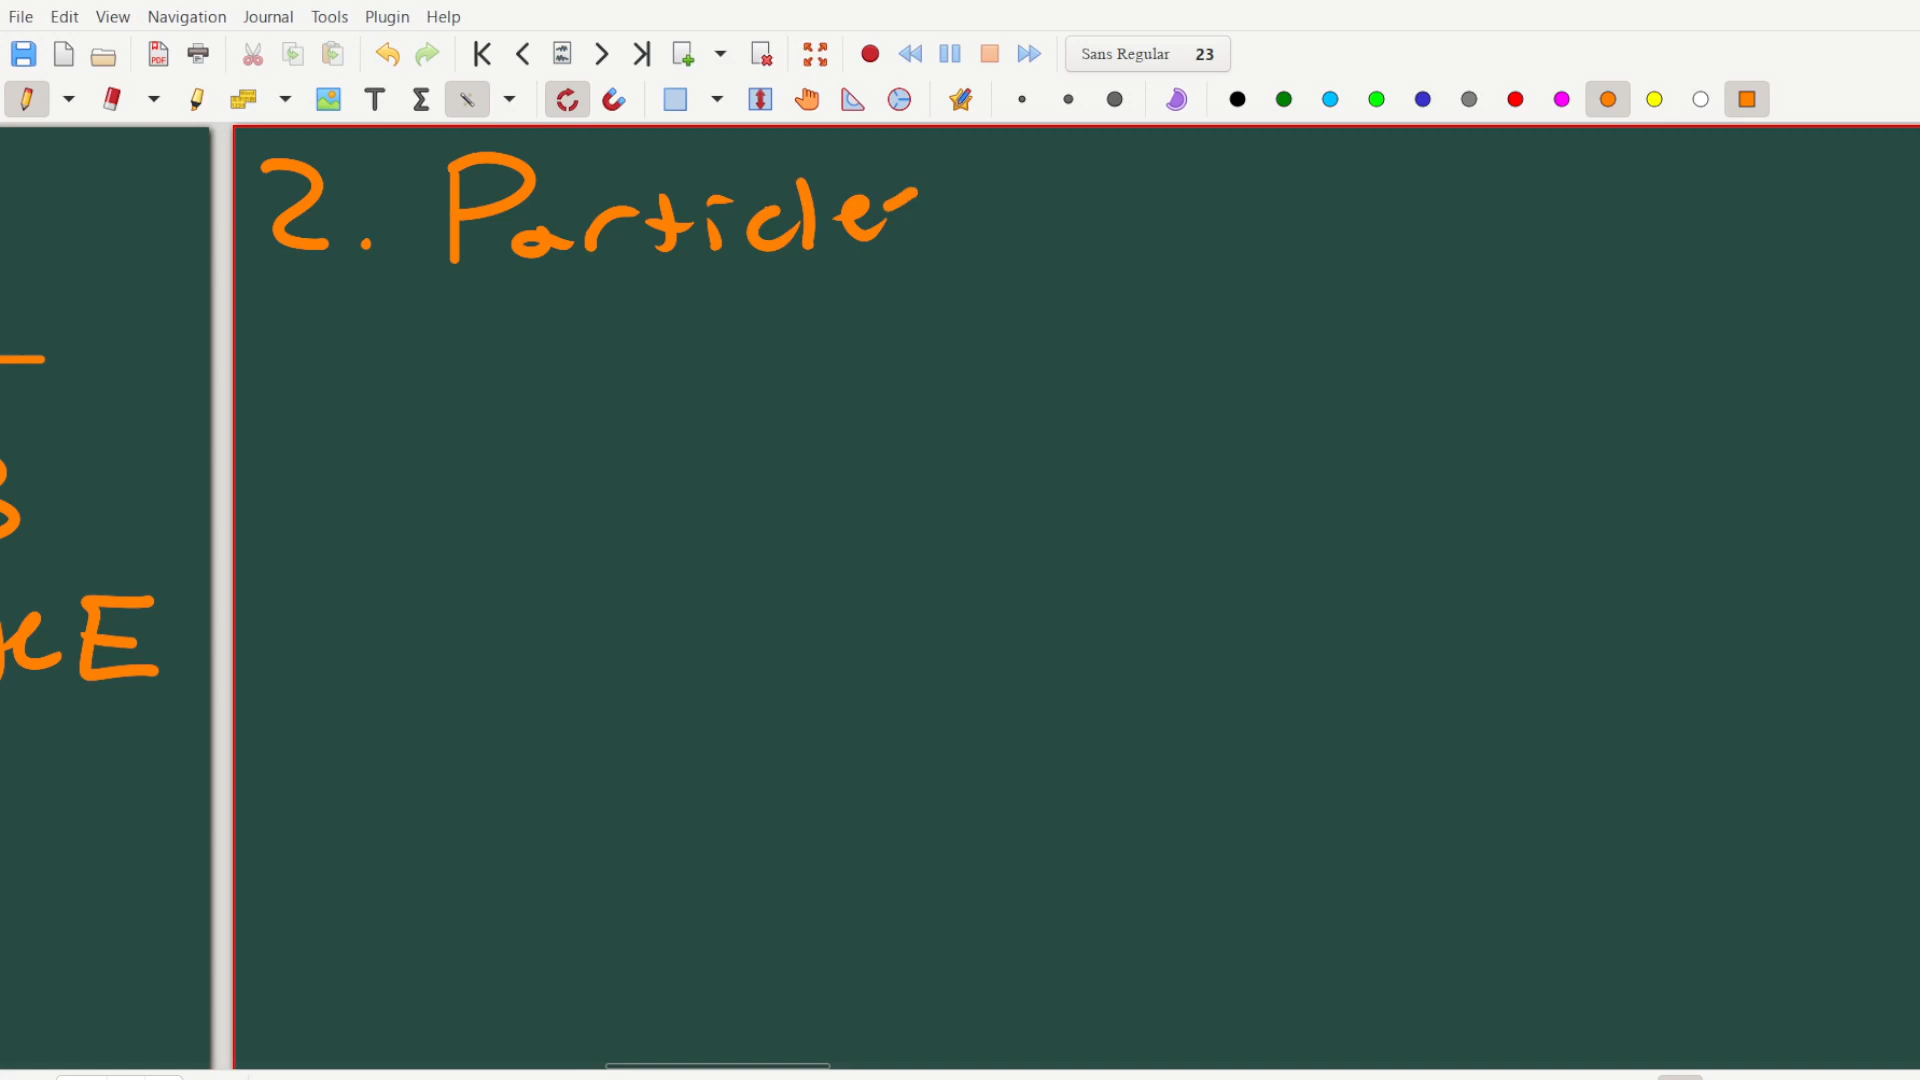 File Edit View Navigation Journal Tools Plugin Help
Sans Regular 23
2. Particle
E